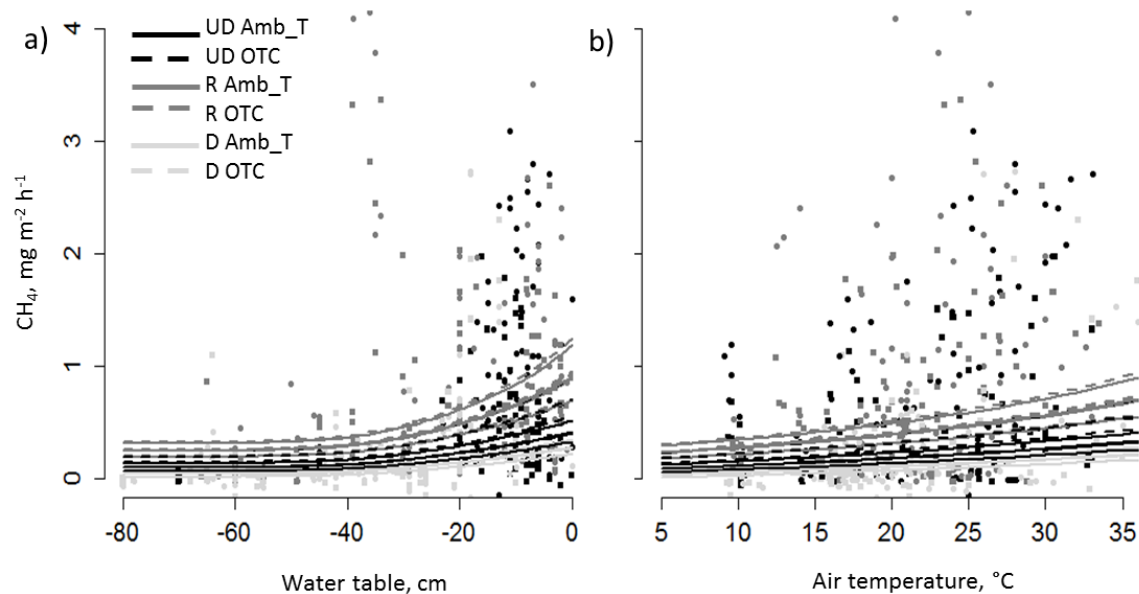 a)
UD Amb_T
UD OTC
R Amb_T
R OTC
D Amb_T
D OTC
b)
4
3
2
1
0
CH₄, mg m⁻² h⁻¹
-80 -60 -40 -20 0
5 10 15 20 25 30 35
Water table, cm
Air temperature, °C